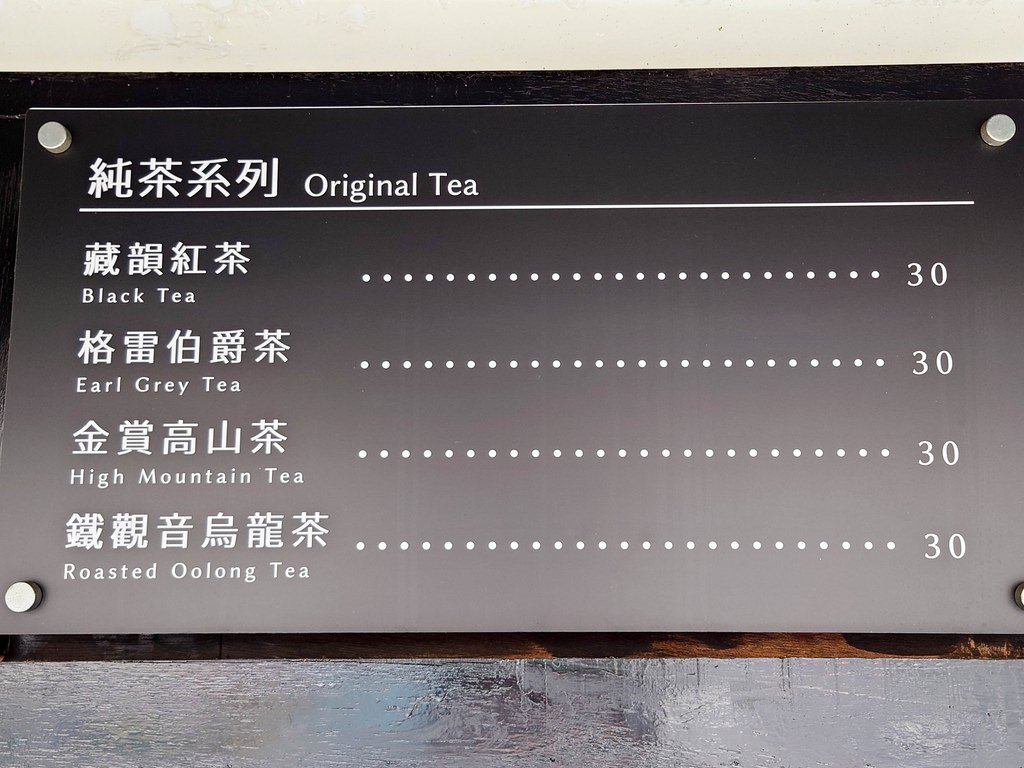 純茶系列 Original Tea
藏韻紅茶
Black Tea
........................ 30
格雷伯爵茶
Earl Grey Tea
........................ 30
金賞高山茶
High Mountain Tea
........................ 30
鐵觀音烏龍茶
Roasted Oolong Tea
........................ 30